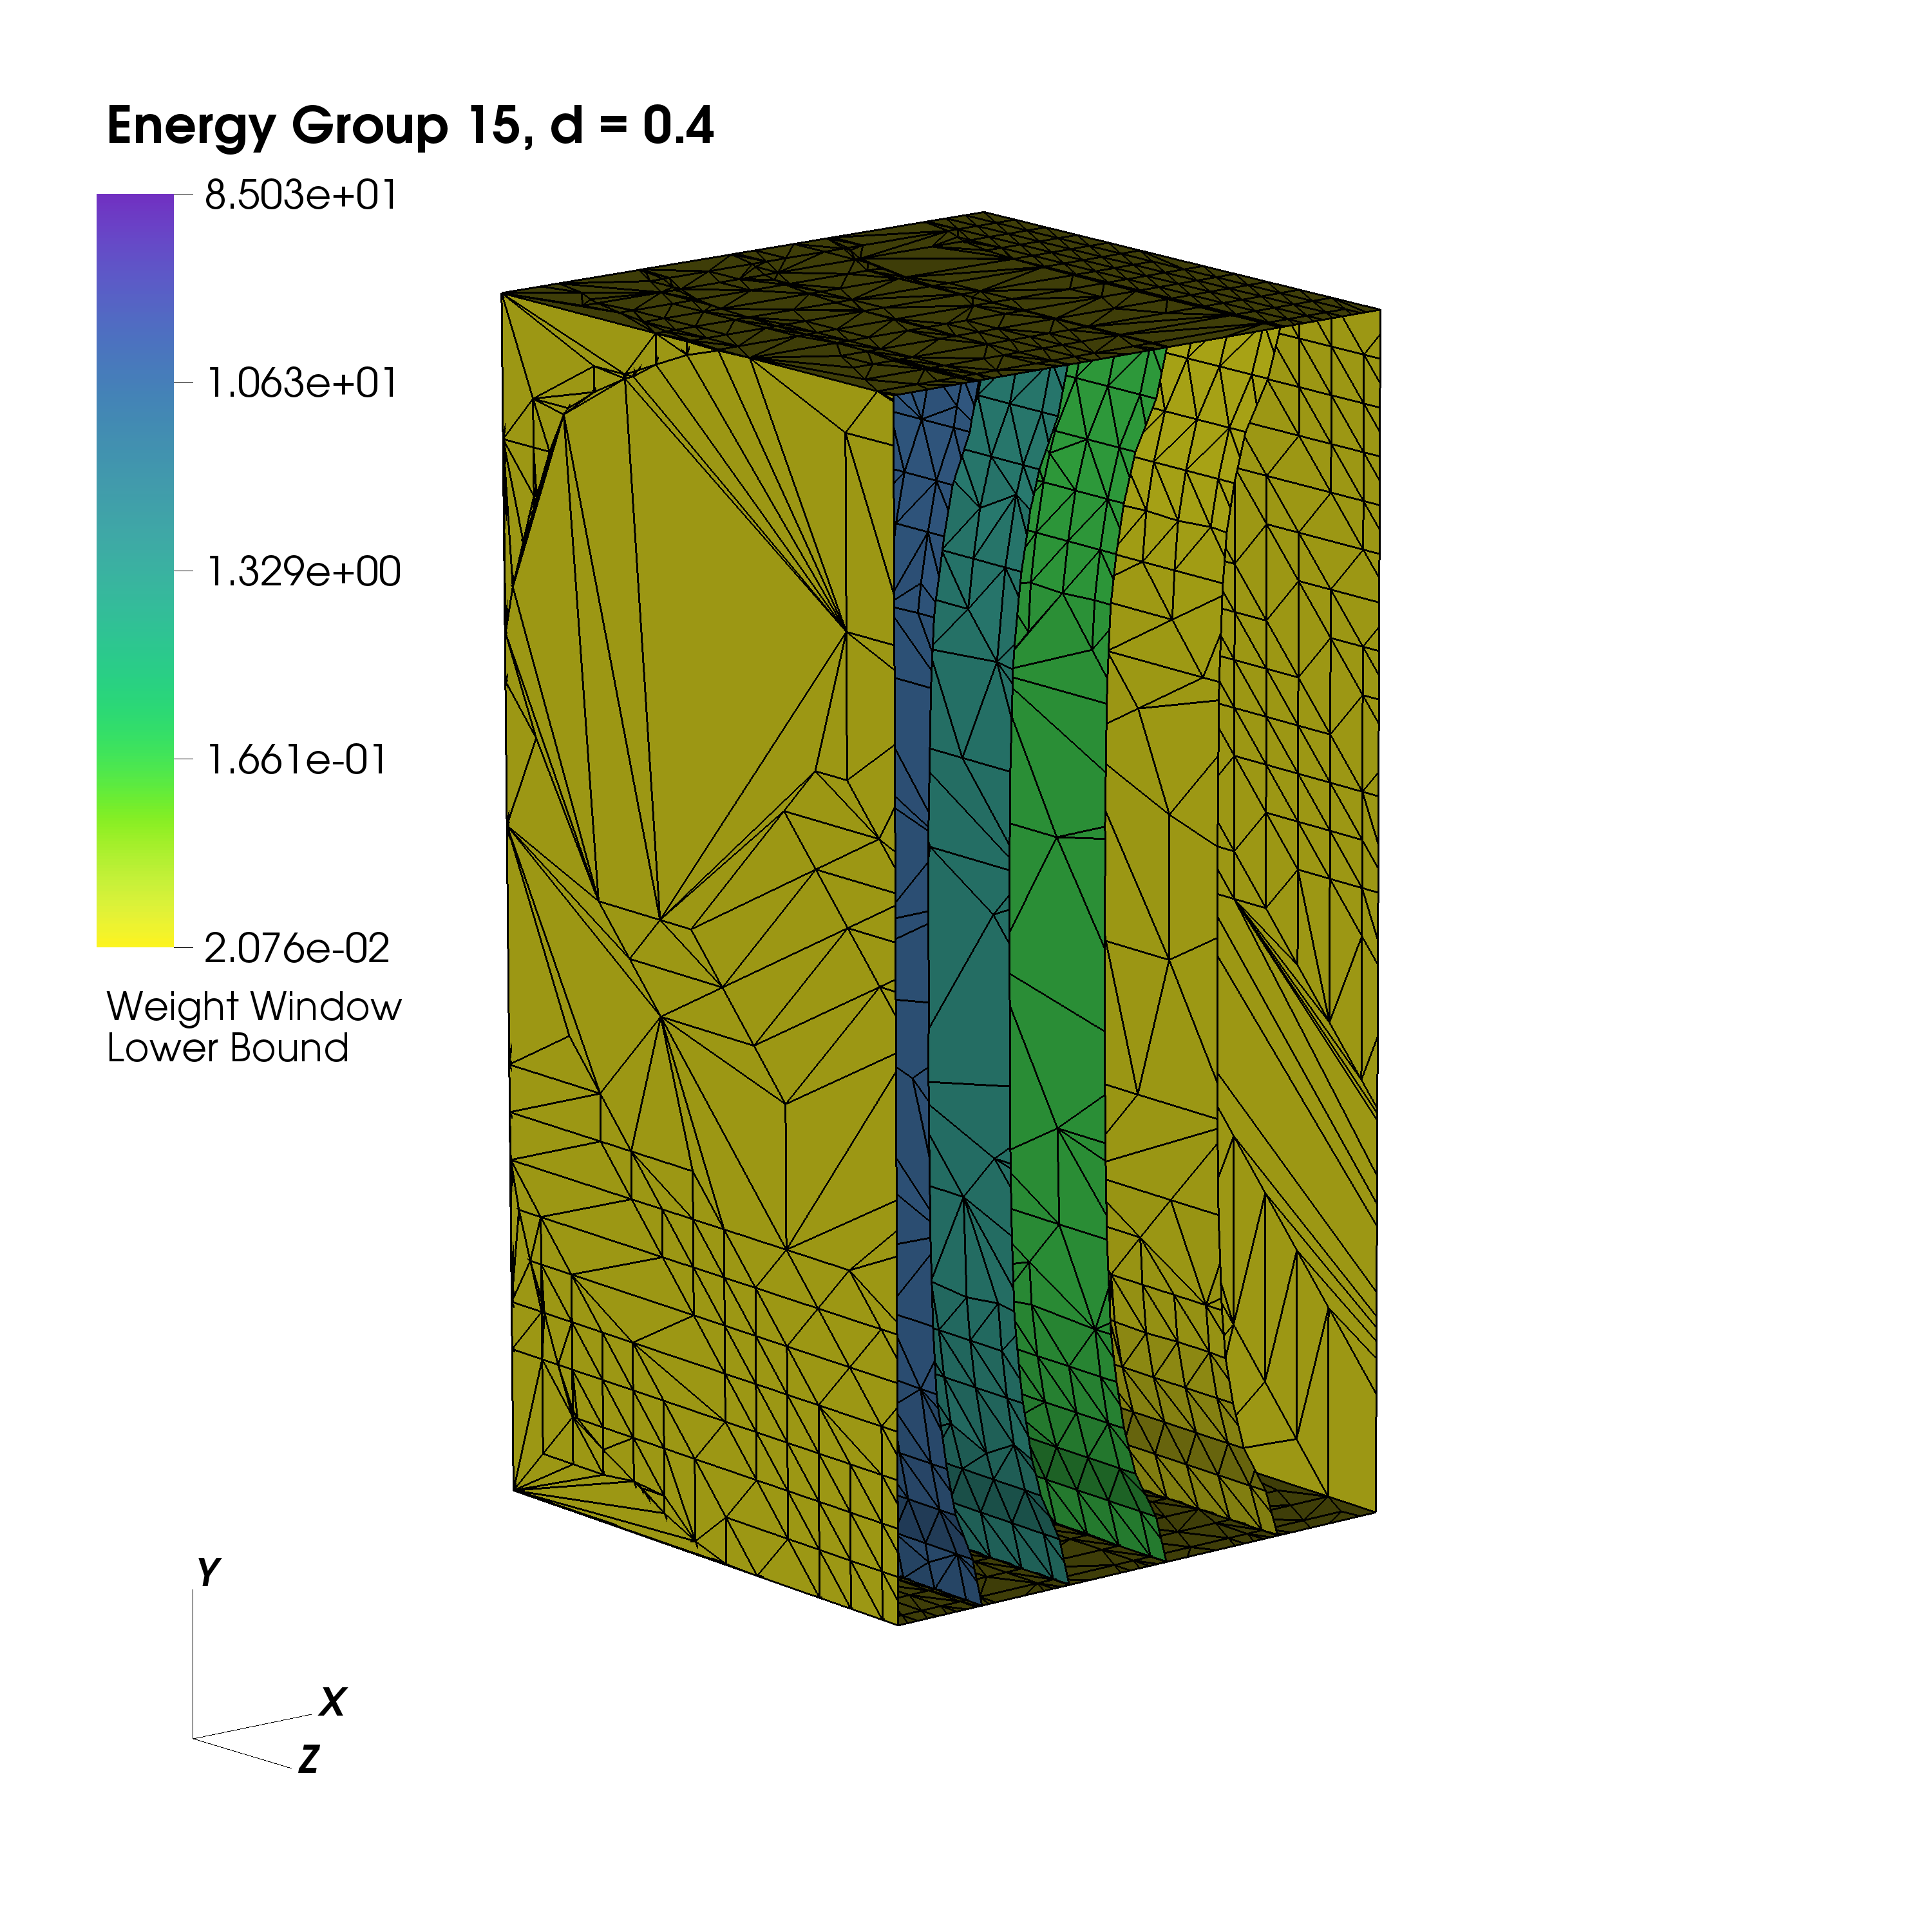 Energy Group 15, d = 0.4
8.503e+01
1.063e+01
1.329e+00
1.661e-01
2.076e-02
Weight Window
Lower Bound
Y
X
Z